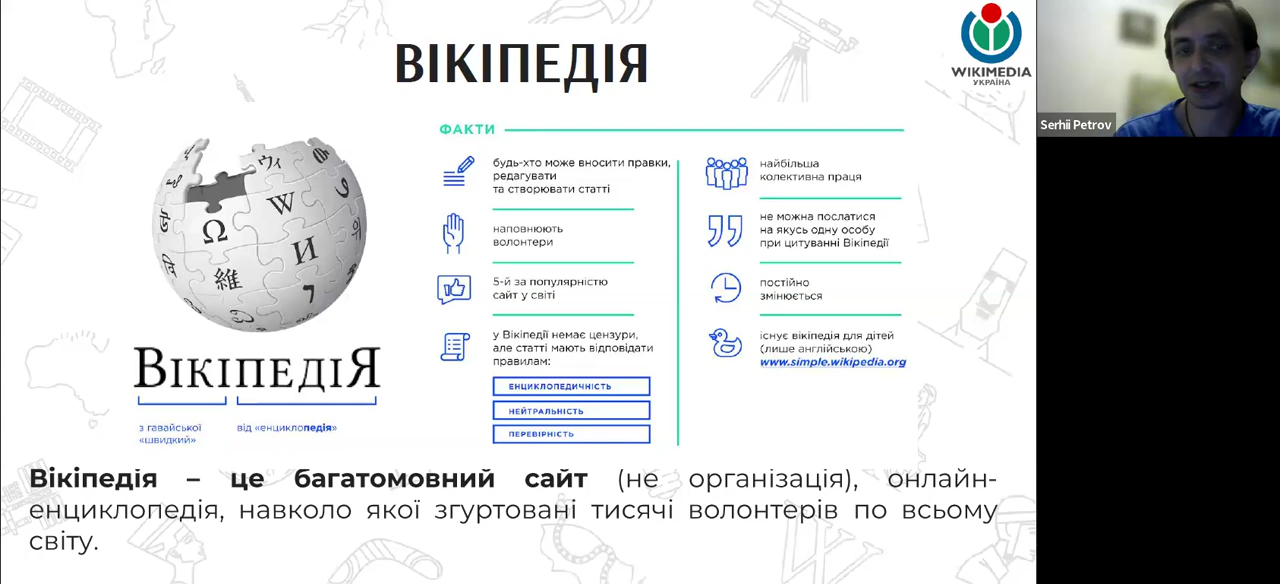 ВІКІПЕДІЯ
WIKIMEDIA
УКРАЇНА
Serhii Petrov
ФАКТИ
будь-хто може вносити правки,
редагувати
та створювати статті
наповнюють
волонтери
5-й за популярністю
сайт у світі
у Вікіпедії немає цензури,
але статті мають відповідати
правилам:
ЕНЦИКЛОПЕДИЧНІСТЬ
НЕЙТРАЛЬНІСТЬ
ПЕРЕВІРНІСТЬ
найбільша
колективна праця
не можна послатися
на якусь одну особу
при цитуванні Вікіпедії
постійно
змінюється
існує вікіпедія для дітей
(лише англійською)
www.simple.wikipedia.org
Ω W И 維 ウィ
ВІКІПЕДІЯ
з гавайської
«швидкий»
від «енциклопедія»
Вікіпедія – це багатомовний сайт (не організація), онлайн-
енциклопедія, навколо якої згуртовані тисячі волонтерів по всьому
світу.